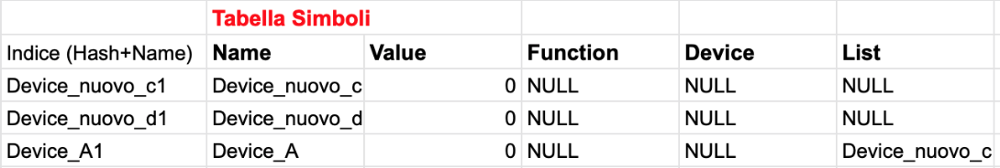 Tabella Simboli
Indice (Hash+Name) Name Value Function Device List
Device_nuovo_c1 Device_nuovo_c 0 NULL NULL NULL
Device_nuovo_d1 Device_nuovo_d 0 NULL NULL NULL
Device_A1 Device_A 0 NULL NULL Device_nuovo_c